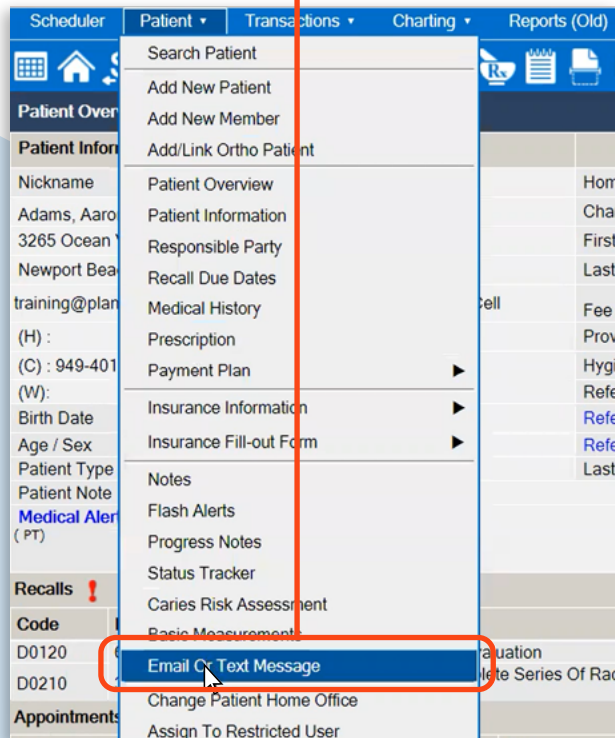 Scheduler Patient Transactions Charting Reports (Old)
Search Patient
Rx
Add New Patient
Patient Over
Add New Member
Patient Infor
Add/Link Ortho Patient
Nickname
Patient Overview
Hom
Adams, Aaro
Patient Information
Cha
3265 Ocean
Responsible Party
First
Newport Bea
Recall Due Dates
Last
training@plan
Medical History
Cell
Fee
(H) :
Prescription
Prov
(C) : 949-401
Payment Plan
Hygi
(W):
Refe
Birth Date
Insurance Information
Refe
Age / Sex
Insurance Fill-out Form
Refe
Patient Type
Notes
Last
Patient Note
Medical Alert
Flash Alerts
( PT)
Progress Notes
Status Tracker
Recalls
Caries Risk Assessment
Code
Basic Measurements
D0120
Email Or Text Message
aluation
D0210
lete Series Of Rad
Change Patient Home Office
Appointments
Assign To Restricted User